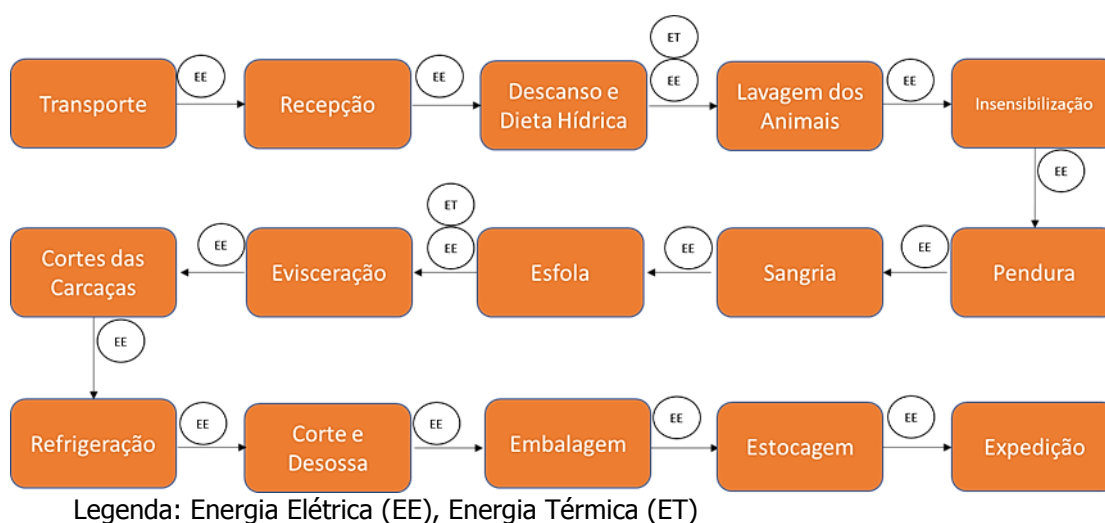 ET
EE
EE
EE
EE
Transporte
Recepção
Descanso e
Dieta Hídrica
Lavagem dos
Animais
Insensibilização
EE
ET
EE
EE
EE
EE
Cortes das
Carcaças
Evisceração
Esfola
Sangria
Pendura
EE
EE
EE
EE
EE
Refrigeração
Corte e
Desossa
Embalagem
Estocagem
Expedição
Legenda: Energia Elétrica (EE), Energia Térmica (ET)